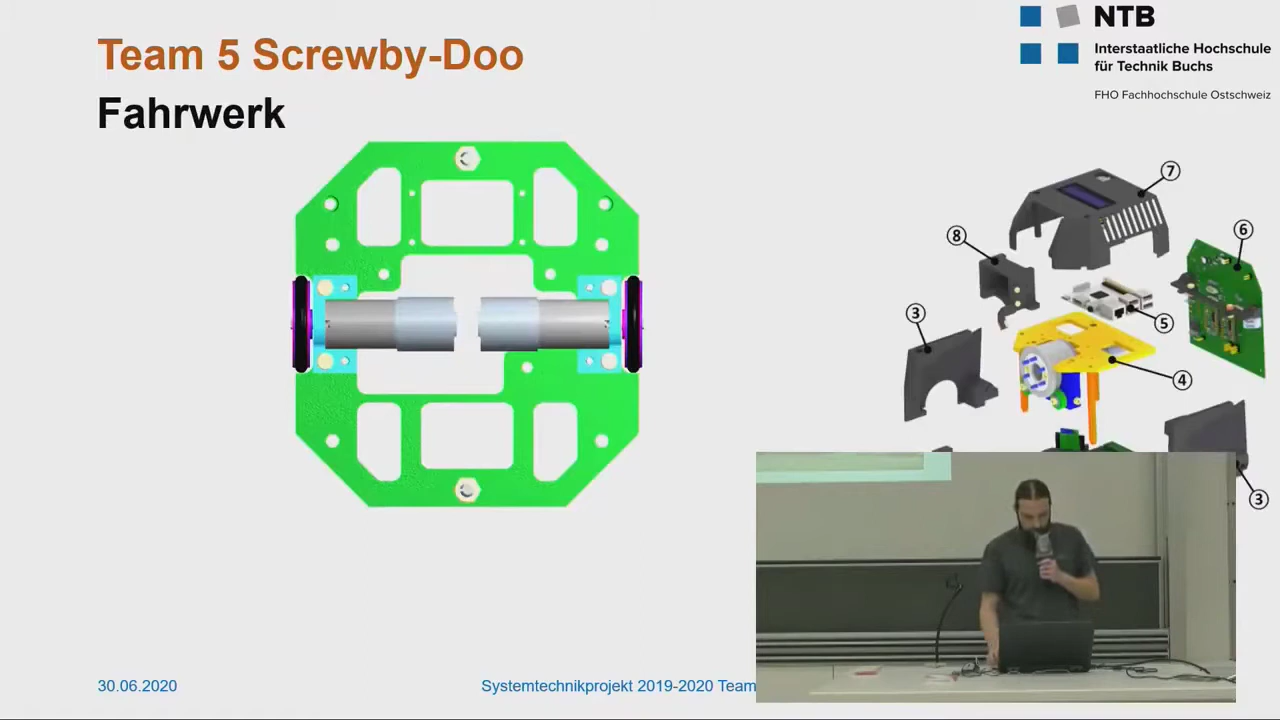 Team 5 Screwby-Doo
Fahrwerk
NTB
Interstaatliche Hochschule
für Technik Buchs
FHO Fachhochschule Ostschweiz
7
8
6
3
5
4
3
30.06.2020
Systemtechnikprojekt 2019-2020 Team